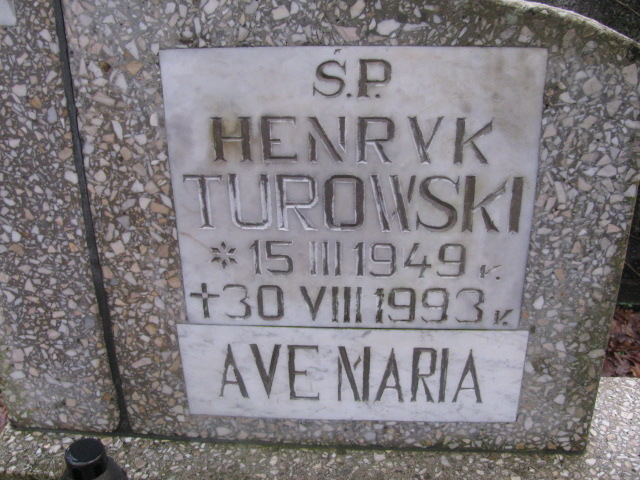 Ś.P.
HENRYK
TUROWSKI
* 15 III 1949 r.
+ 30 VIII 1993 r.
AVE MARIA